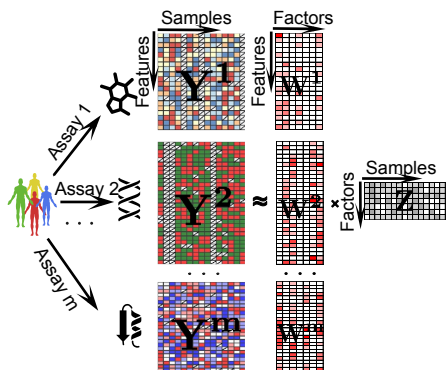 Samples
Factors
Features
Features
Assay 1
Y¹
W¹
Assay 2
Y²
≈
W²
×
Samples
Factors
Z
. . .
. . .
. . .
Assay m
Yᵐ
Wᵐ